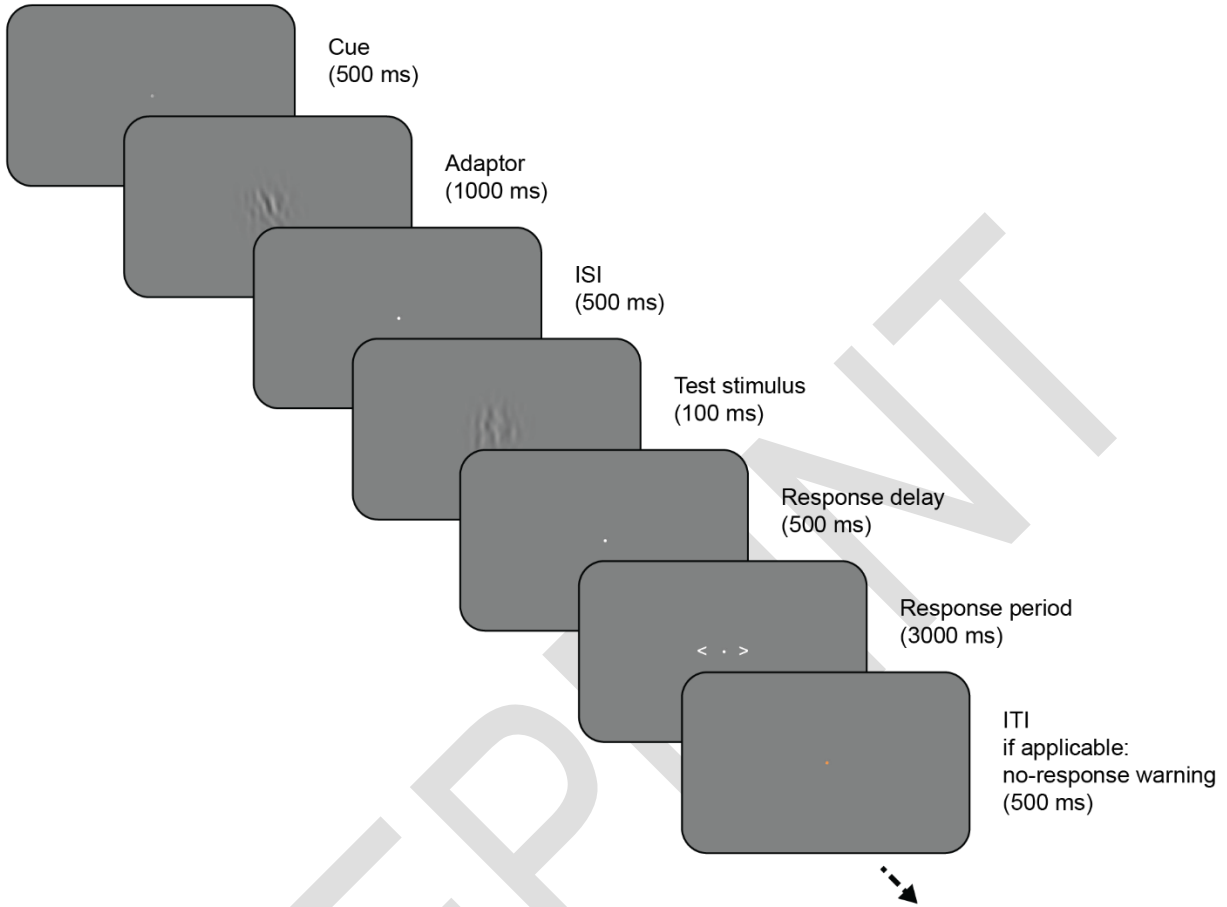 Cue
(500 ms)
Adaptor
(1000 ms)
ISI
(500 ms)
Test stimulus
(100 ms)
Response delay
(500 ms)
Response period
(3000 ms)
< · >
ITI
if applicable:
no-response warning
(500 ms)
EPRINT